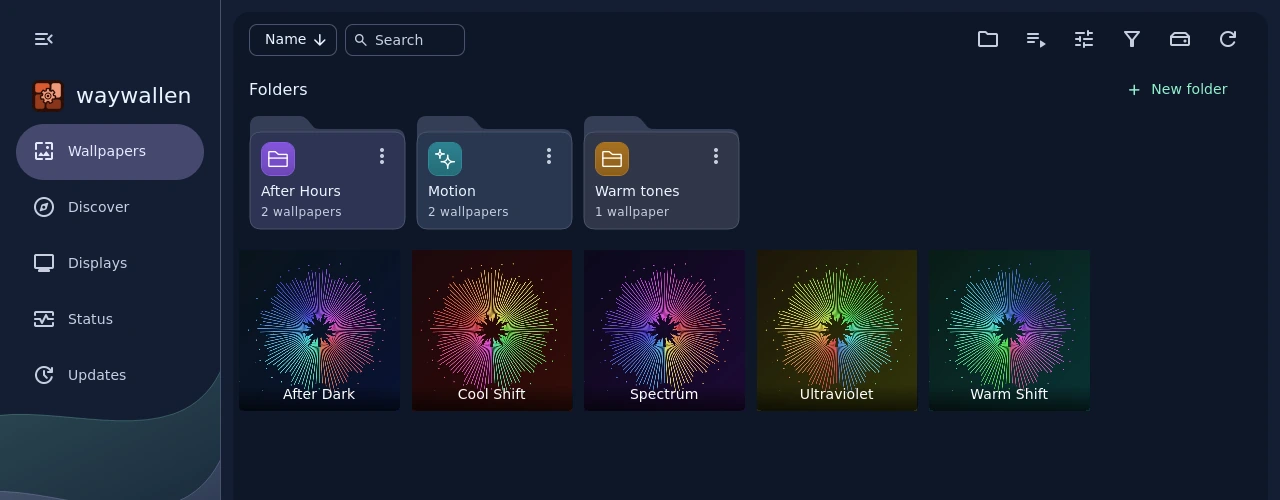 Name
Search
waywallen
Folders
New folder
Wallpapers
Discover
Displays
Status
Updates
After Hours
2 wallpapers
Motion
2 wallpapers
Warm tones
1 wallpaper
After Dark
Cool Shift
Spectrum
Ultraviolet
Warm Shift